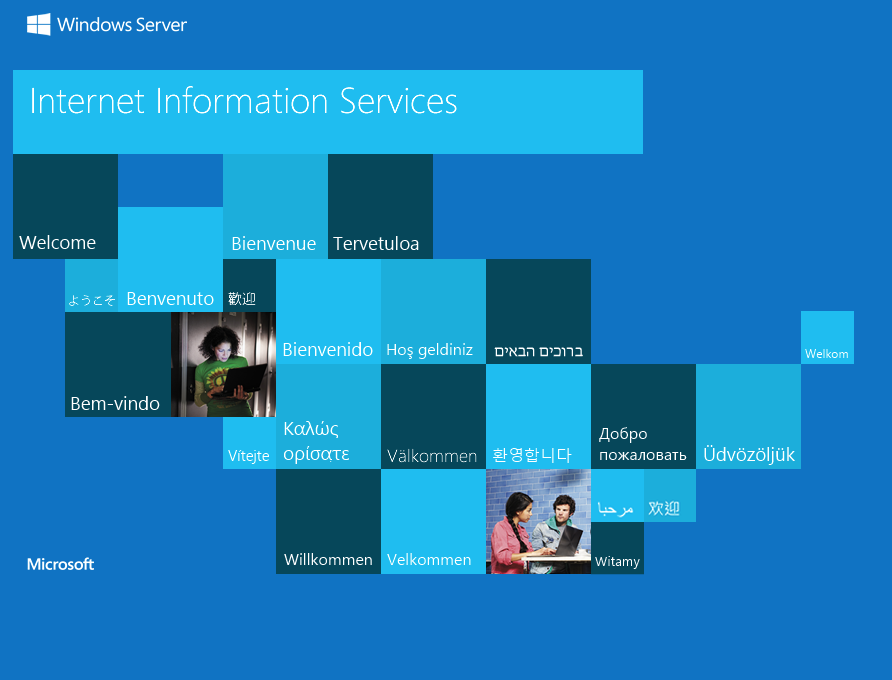 Windows Server
Internet Information Services
Welcome
Bienvenue
Tervetuloa
ようこそ
Benvenuto
歡迎
Bienvenido
Hoş geldiniz
ברוכים הבאים
Welkom
Bem-vindo
Vítejte
Καλώς
ορίσατε
Välkommen
환영합니다
Добро
пожаловать
Üdvözöljük
Willkommen
Velkommen
مرحبا
欢迎
Witamy
Microsoft